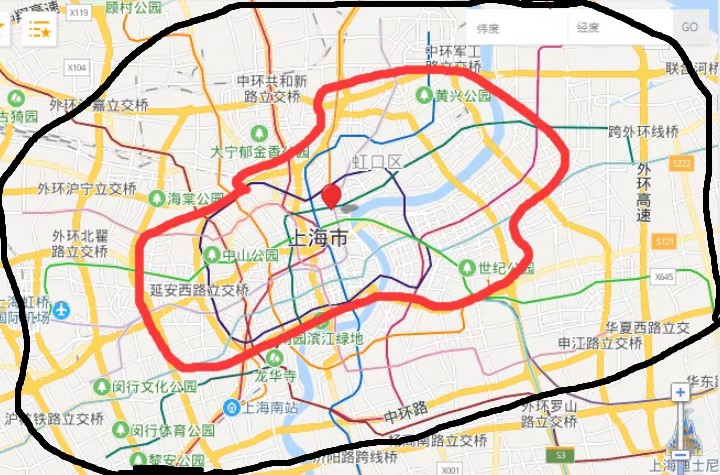 顾村公园
X119
纬度
经度
GO
中环军工
路立交桥
X104
中环共和新
路立交桥
联合河桥
黄兴公园
外环沪嘉立交桥
古猗园
跨外环线桥
大宁郁金香公园
虹口区
S222
外环沪宁立交桥
海棠公园
外环高速
上海市
外环北翟
路立交桥
S121
中山公园
世纪公园
X645
延安西路立交桥
上海虹桥
国际机场
华夏西路立交
申江路立交桥
滨江绿地
龙华寺
闵行文化公园
上海南站
中环路
外环罗山
路立交桥
沪
铁路立交桥
闵行体育公园
南路立交桥
济阳路跨线桥
S3
黎安公园
X001
上海迪士尼